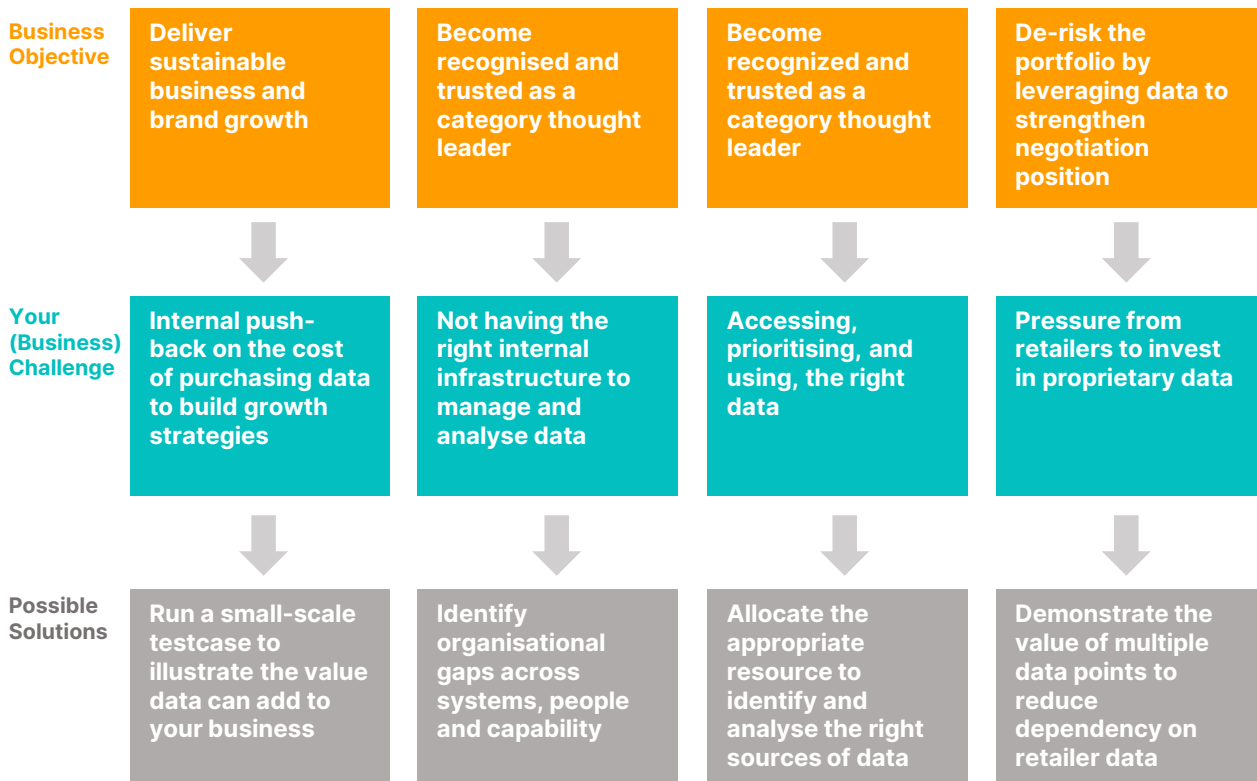 Business
Objective
Deliver
sustainable
business and
brand growth
Become
recognised and
trusted as a
category thought
leader
Become
recognized and
trusted as a
category thought
leader
De-risk the
portfolio by
leveraging data to
strengthen
negotiation
position
Your
(Business)
Challenge
Internal push-
back on the cost
of purchasing data
to build growth
strategies
Not having the
right internal
infrastructure to
manage and
analyse data
Accessing,
prioritising, and
using, the right
data
Pressure from
retailers to invest
in proprietary data
Possible
Solutions
Run a small-scale
testcase to
illustrate the value
data can add to
your business
Identify
organisational
gaps across
systems, people
and capability
Allocate the
appropriate
resource to
identify and
analyse the right
sources of data
Demonstrate the
value of multiple
data points to
reduce
dependency on
retailer data